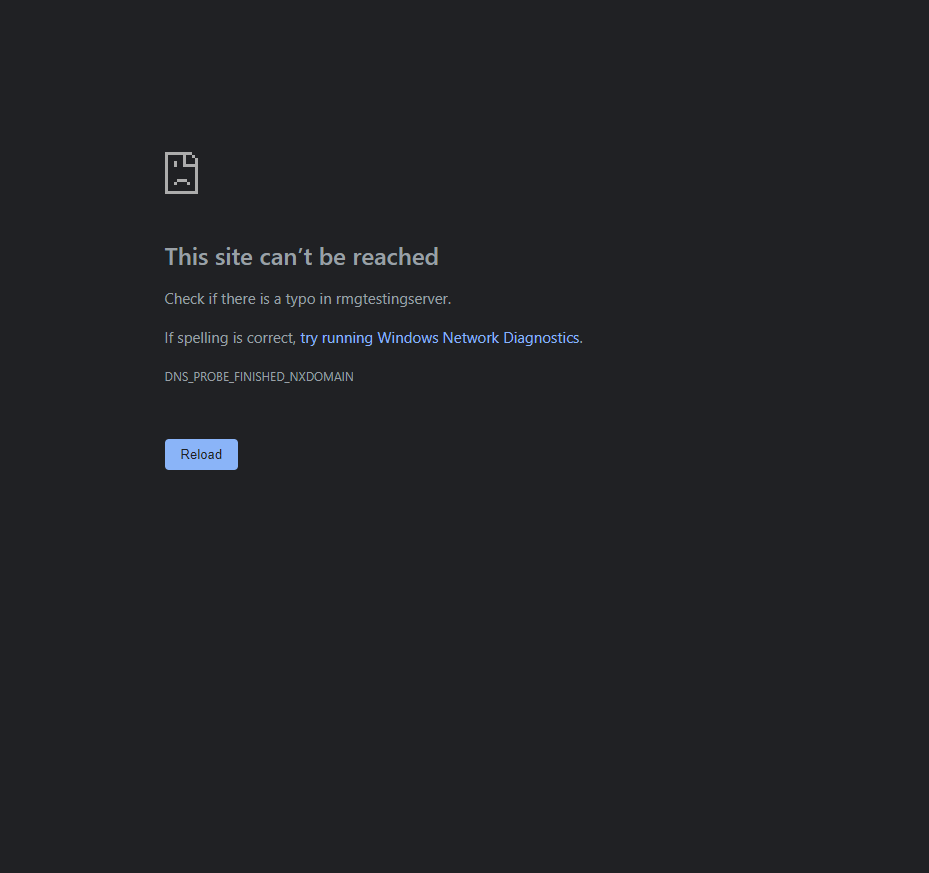 This site can’t be reached
Check if there is a typo in rmgtestingserver.
If spelling is correct, try running Windows Network Diagnostics.
DNS_PROBE_FINISHED_NXDOMAIN
Reload